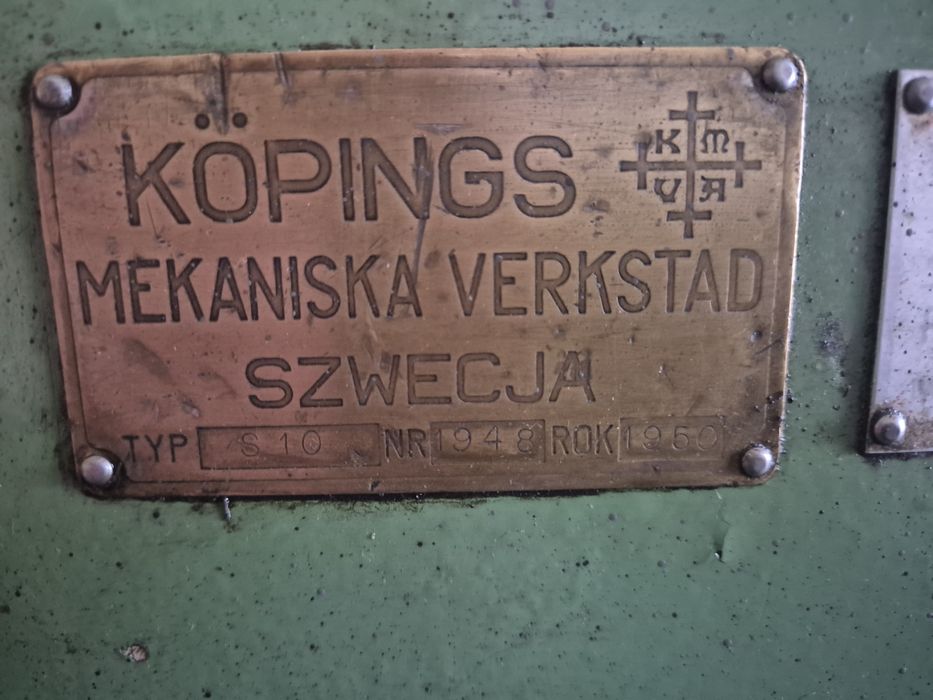 KÖPINGS
K M
V A
MEKANISKA VERKSTAD
SZWECJA
TYP S 10 NR 1948 ROK 1950